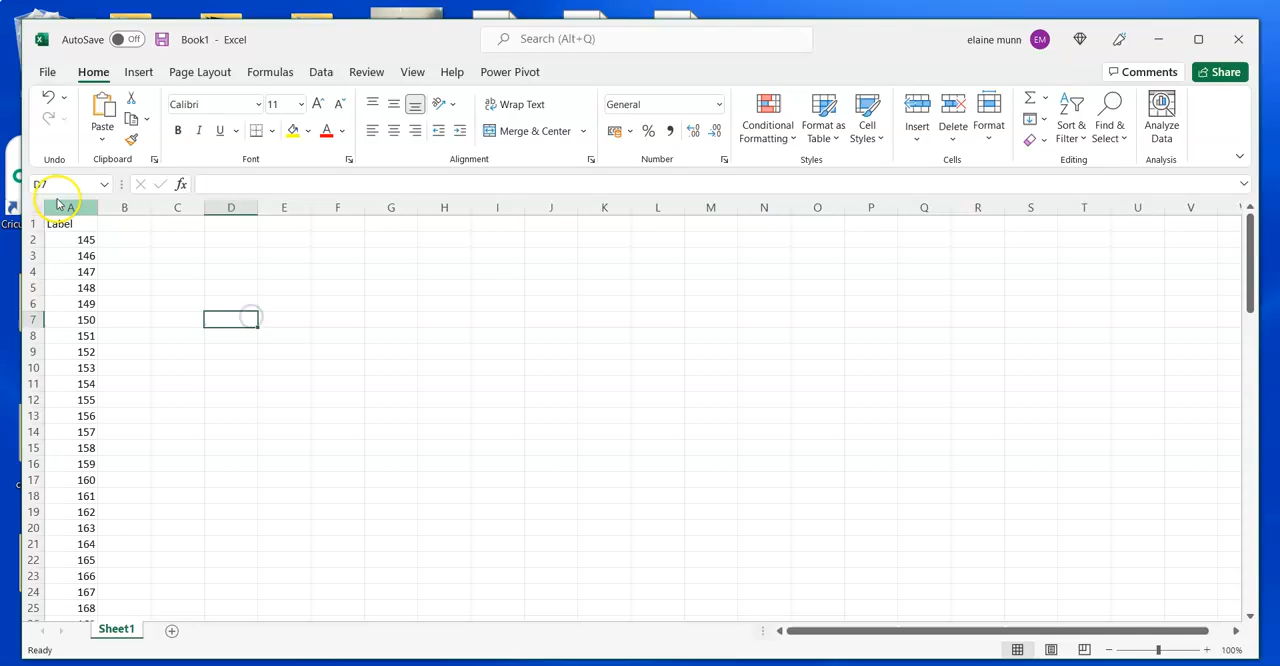 AutoSave Off Book1 - Excel Search (Alt+Q) elaine munn EM
File Home Insert Page Layout Formulas Data Review View Help Power Pivot Comments Share
Calibri 11 Wrap Text General
Paste B I U Merge & Center % Conditional Formatting Format as Table Cell Styles Insert Delete Format Sort & Filter Find & Select Analyze Data
Undo Clipboard Font Alignment Number Styles Cells Editing Analysis
D7 fx
A B C D E F G H I J K L M N O P Q R S T U V
1 Label
2 145
3 146
4 147
5 148
6 149
7 150
8 151
9 152
10 153
11 154
12 155
13 156
14 157
15 158
16 159
17 160
18 161
19 162
20 163
21 164
22 165
23 166
24 167
25 168
Sheet1
Ready 100%